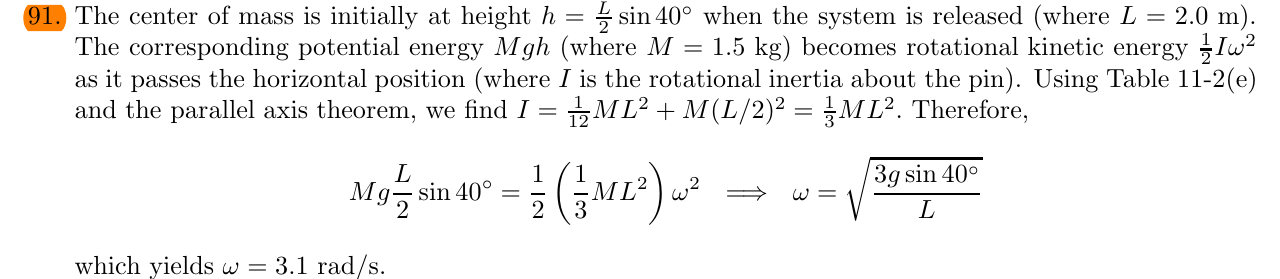 91. The center of mass is initially at height h = L/2 sin 40° when the system is released (where L = 2.0 m).
The corresponding potential energy Mgh (where M = 1.5 kg) becomes rotational kinetic energy 1/2 Iω²
as it passes the horizontal position (where I is the rotational inertia about the pin). Using Table 11-2(e)
and the parallel axis theorem, we find I = 1/12 ML² + M(L/2)² = 1/3 ML². Therefore,
Mg L/2 sin 40° = 1/2 (1/3 ML²) ω² ⟹ ω = √(3g sin 40° / L)
which yields ω = 3.1 rad/s.